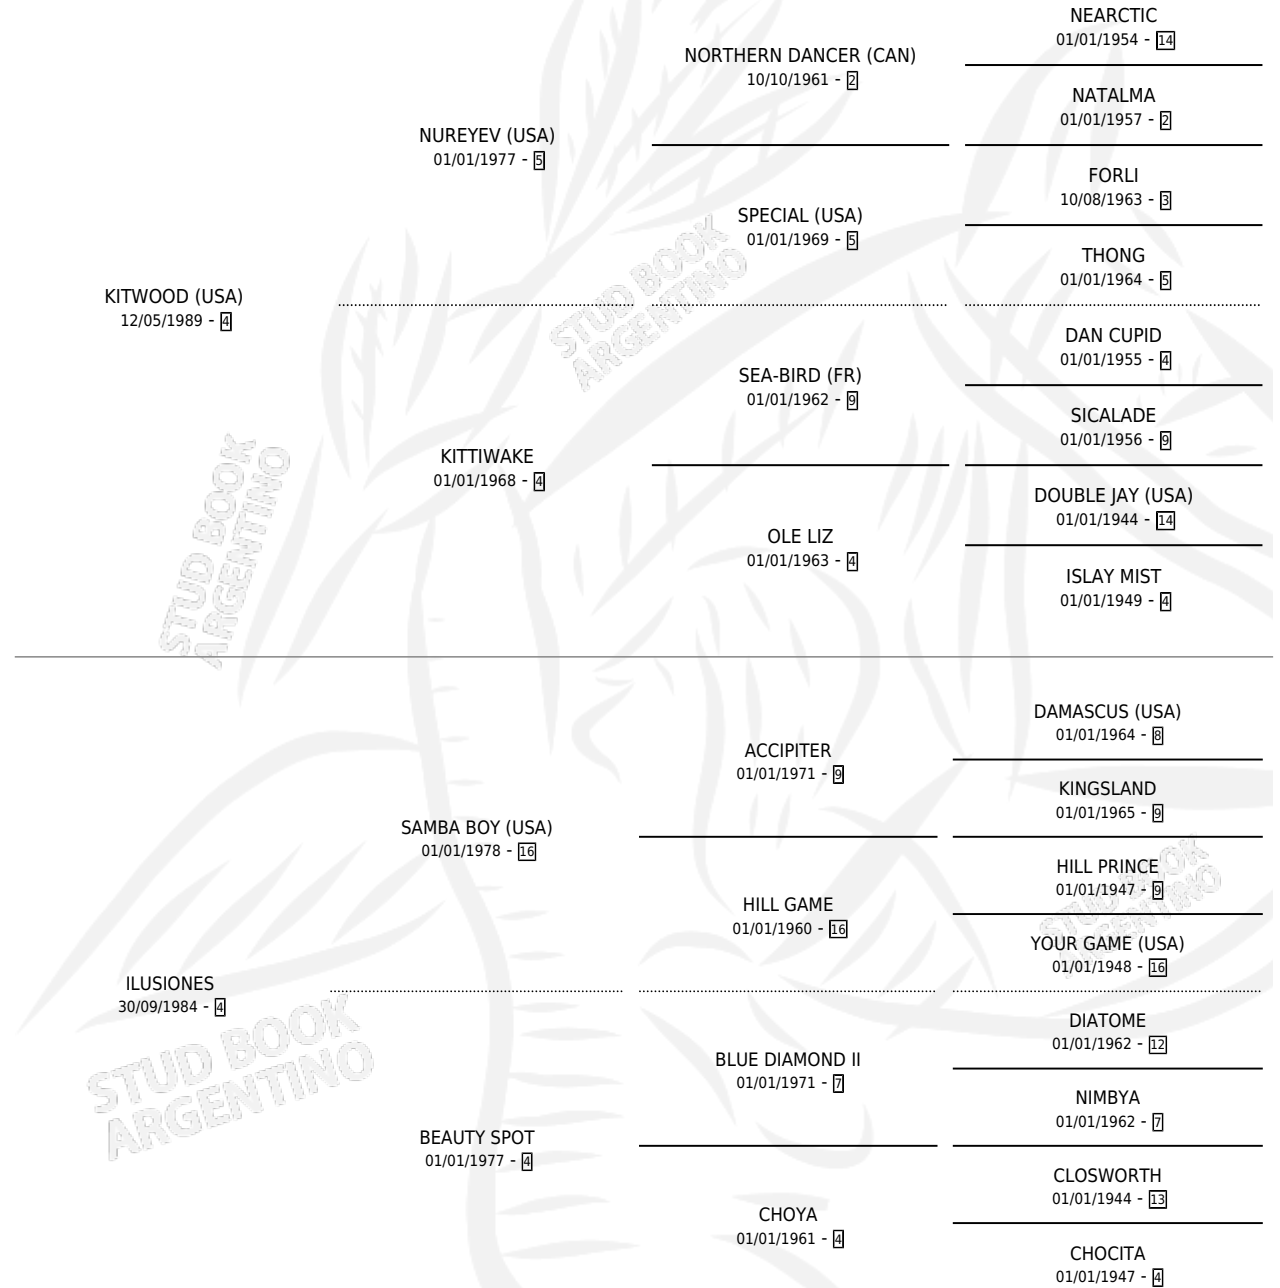 NEARCTIC
01/01/1954 - 14
NORTHERN DANCER (CAN)
10/10/1961 - 2
NATALMA
01/01/1957 - 2
NUREYEV (USA)
01/01/1977 - 5
FORLI
10/08/1963 - 3
SPECIAL (USA)
01/01/1969 - 5
THONG
01/01/1964 - 5
KITWOOD (USA)
12/05/1989 - 4
STUD BOOK
ARGENTINO
DAN CUPID
01/01/1955 - 4
SEA-BIRD (FR)
01/01/1962 - 9
SICALADE
01/01/1956 - 9
KITTIWAKE
01/01/1968 - 4
DOUBLE JAY (USA)
01/01/1944 - 14
OLE LIZ
01/01/1963 - 4
ISLAY MIST
01/01/1949 - 4
STUD BOOK
ARGENTINO
DAMASCUS (USA)
01/01/1964 - 8
ACCIPITER
01/01/1971 - 9
KINGSLAND
01/01/1965 - 9
SAMBA BOY (USA)
01/01/1978 - 16
HILL PRINCE
01/01/1947 - 9
HILL GAME
01/01/1960 - 16
YOUR GAME (USA)
01/01/1948 - 16
STUD BOOK
ARGENTINO
ILUSIONES
30/09/1984 - 4
DIATOME
01/01/1962 - 12
BLUE DIAMOND II
01/01/1971 - 7
NIMBYA
01/01/1962 - 7
STUD BOOK
ARGENTINO
BEAUTY SPOT
01/01/1977 - 4
CLOSWORTH
01/01/1944 - 13
CHOYA
01/01/1961 - 4
CHOCITA
01/01/1947 - 4